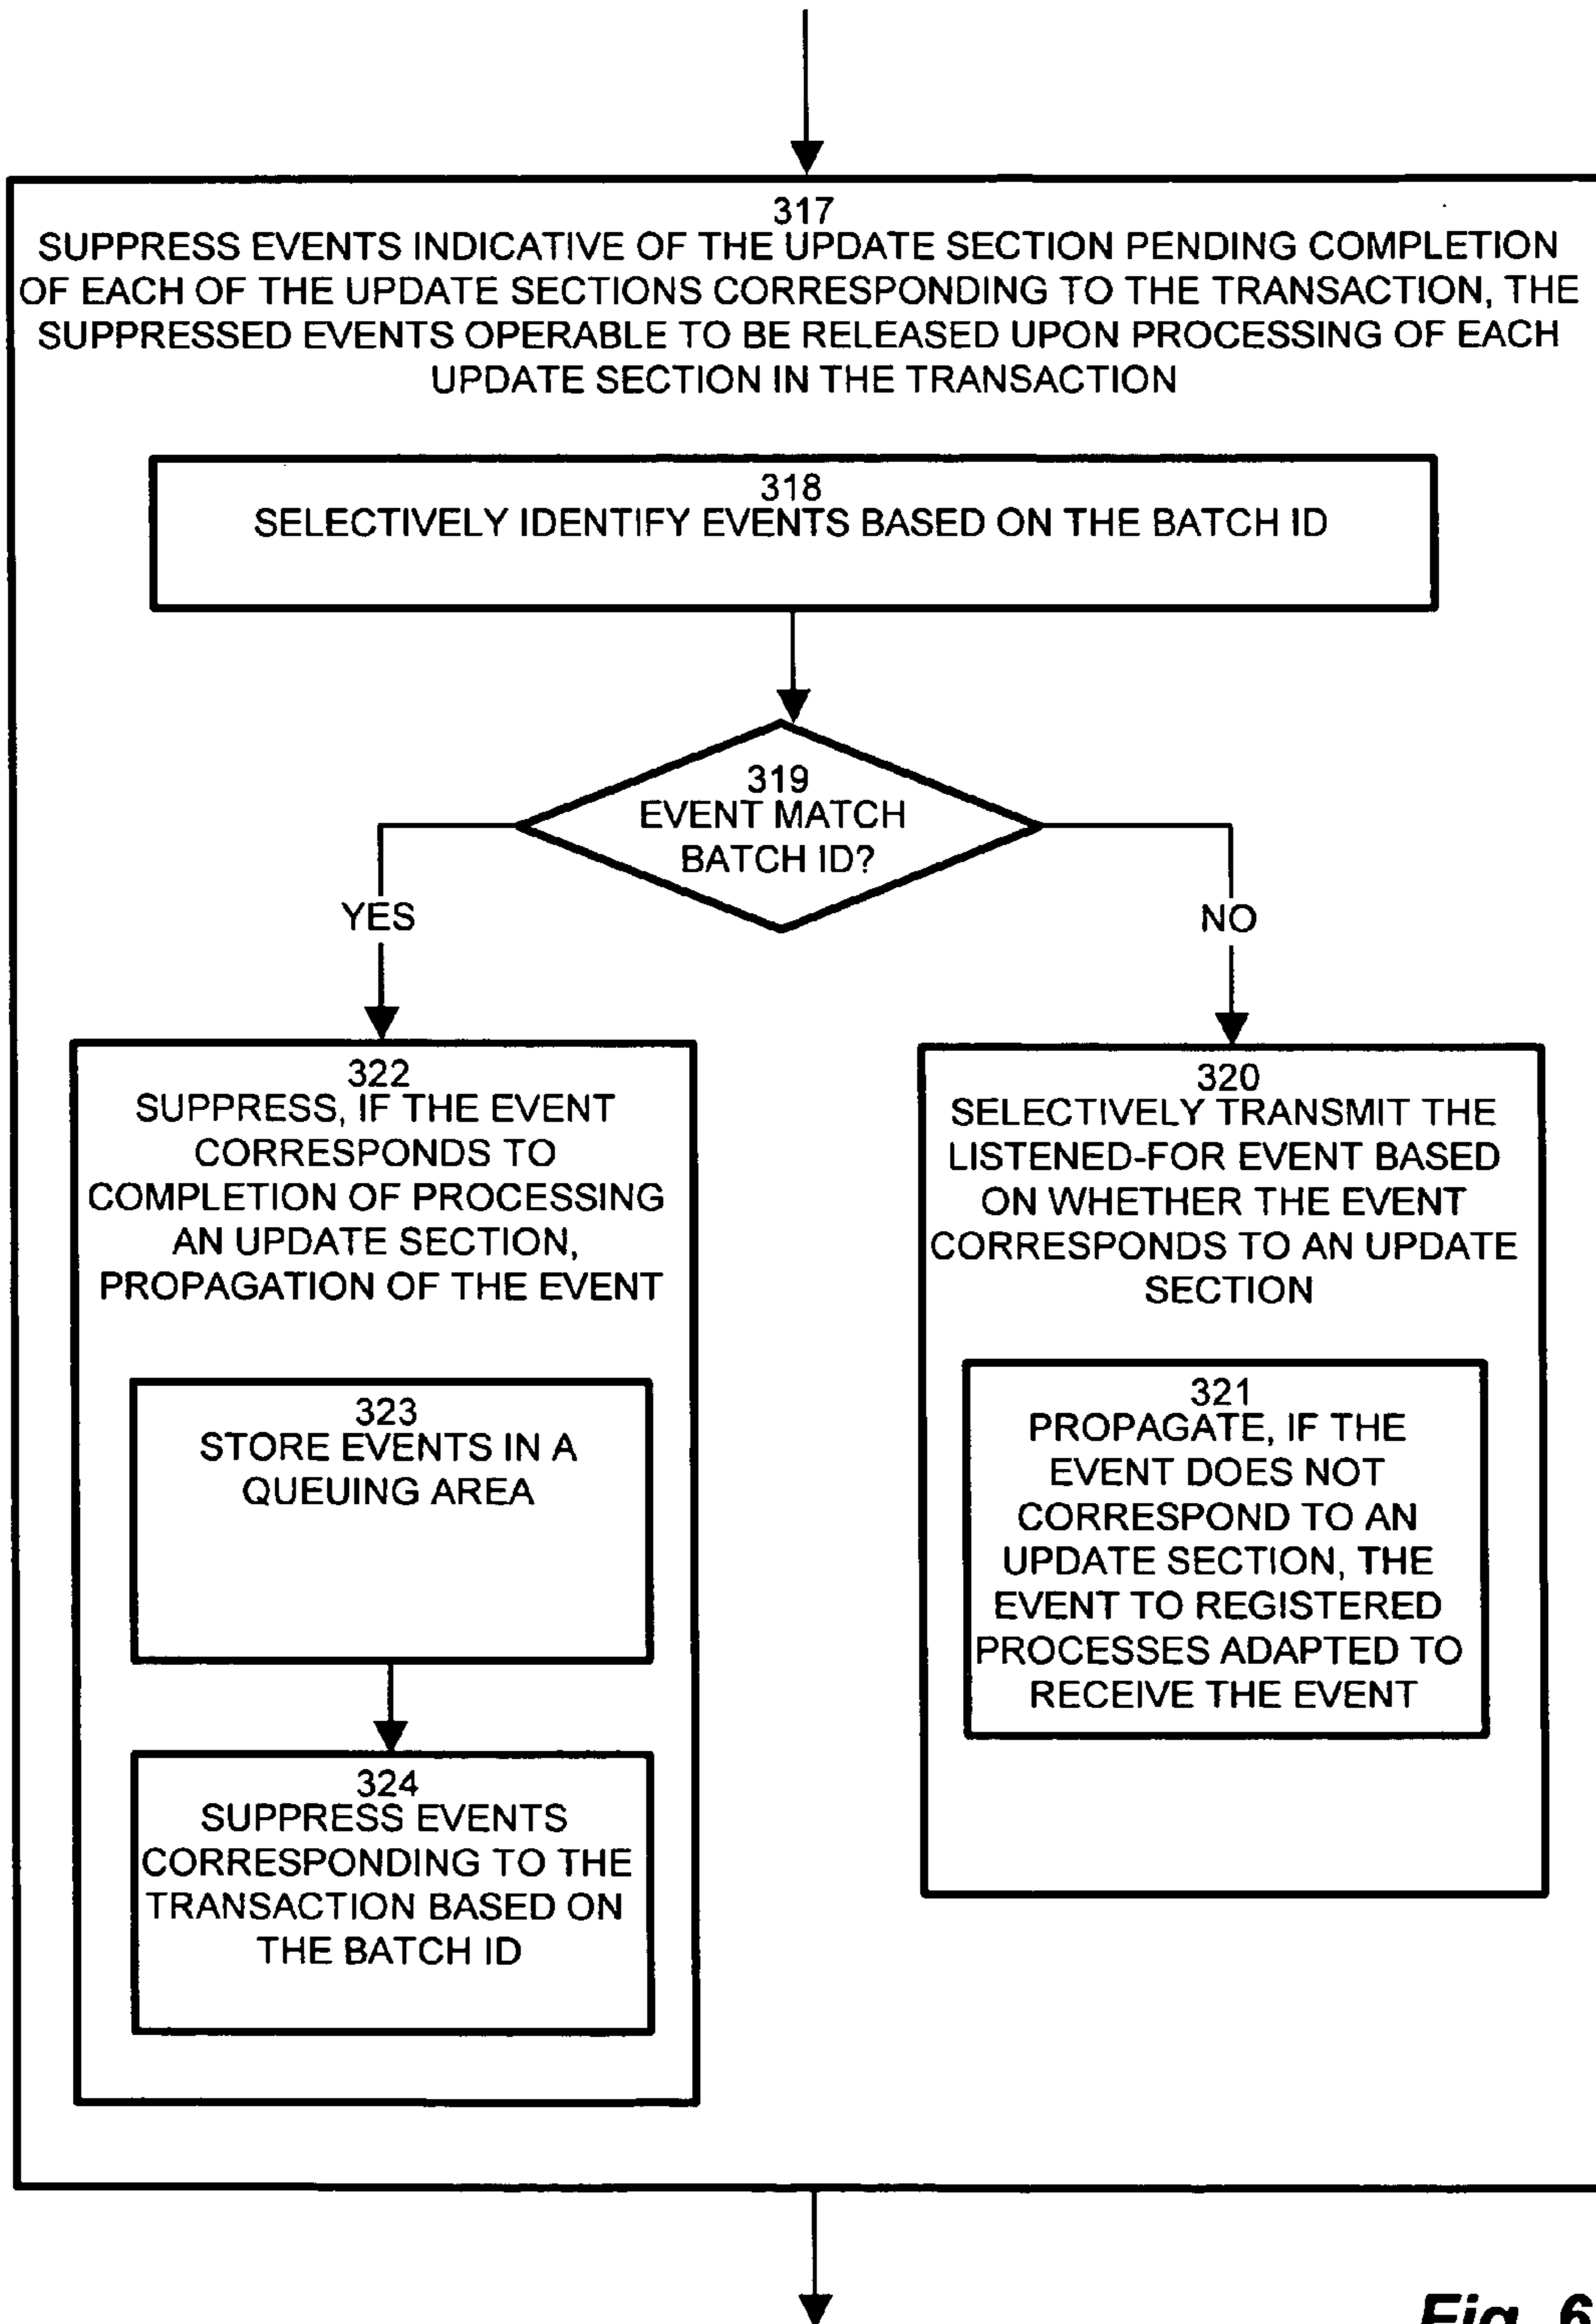 317
SUPPRESS EVENTS INDICATIVE OF THE UPDATE SECTION PENDING COMPLETION
OF EACH OF THE UPDATE SECTIONS CORRESPONDING TO THE TRANSACTION, THE
SUPPRESSED EVENTS OPERABLE TO BE RELEASED UPON PROCESSING OF EACH
UPDATE SECTION IN THE TRANSACTION
318
SELECTIVELY IDENTIFY EVENTS BASED ON THE BATCH ID
319
EVENT MATCH
BATCH ID?
YES
NO
322
SUPPRESS, IF THE EVENT
CORRESPONDS TO
COMPLETION OF PROCESSING
AN UPDATE SECTION,
PROPAGATION OF THE EVENT
323
STORE EVENTS IN A
QUEUING AREA
324
SUPPRESS EVENTS
CORRESPONDING TO THE
TRANSACTION BASED ON
THE BATCH ID
320
SELECTIVELY TRANSMIT THE
LISTENED-FOR EVENT BASED
ON WHETHER THE EVENT
CORRESPONDS TO AN UPDATE
SECTION
321
PROPAGATE, IF THE
EVENT DOES NOT
CORRESPOND TO AN
UPDATE SECTION, THE
EVENT TO REGISTERED
PROCESSES ADAPTED TO
RECEIVE THE EVENT
Fig. 6